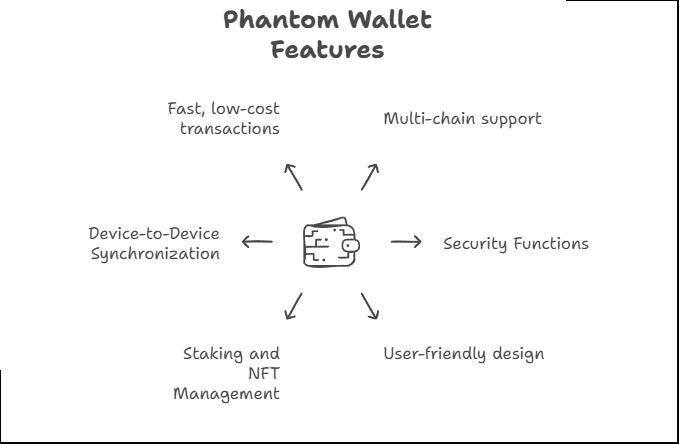 Phantom Wallet
Features
Fast, low-cost
transactions
Multi-chain support
Device-to-Device
Synchronization
Security Functions
Staking and
NFT
Management
User-friendly design